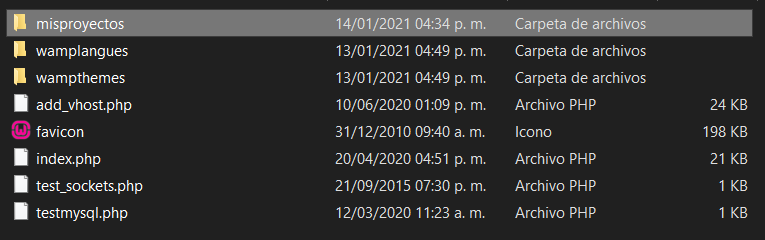 misproyectos 14/01/2021 04:34 p. m. Carpeta de archivos
wamplangues 13/01/2021 04:49 p. m. Carpeta de archivos
wampthemes 13/01/2021 04:49 p. m. Carpeta de archivos
add_vhost.php 10/06/2020 01:09 p. m. Archivo PHP 24 KB
favicon 31/12/2010 09:40 a. m. Icono 198 KB
index.php 20/04/2020 04:51 p. m. Archivo PHP 21 KB
test_sockets.php 21/09/2015 07:30 p. m. Archivo PHP 1 KB
testmysql.php 12/03/2020 11:23 a. m. Archivo PHP 1 KB